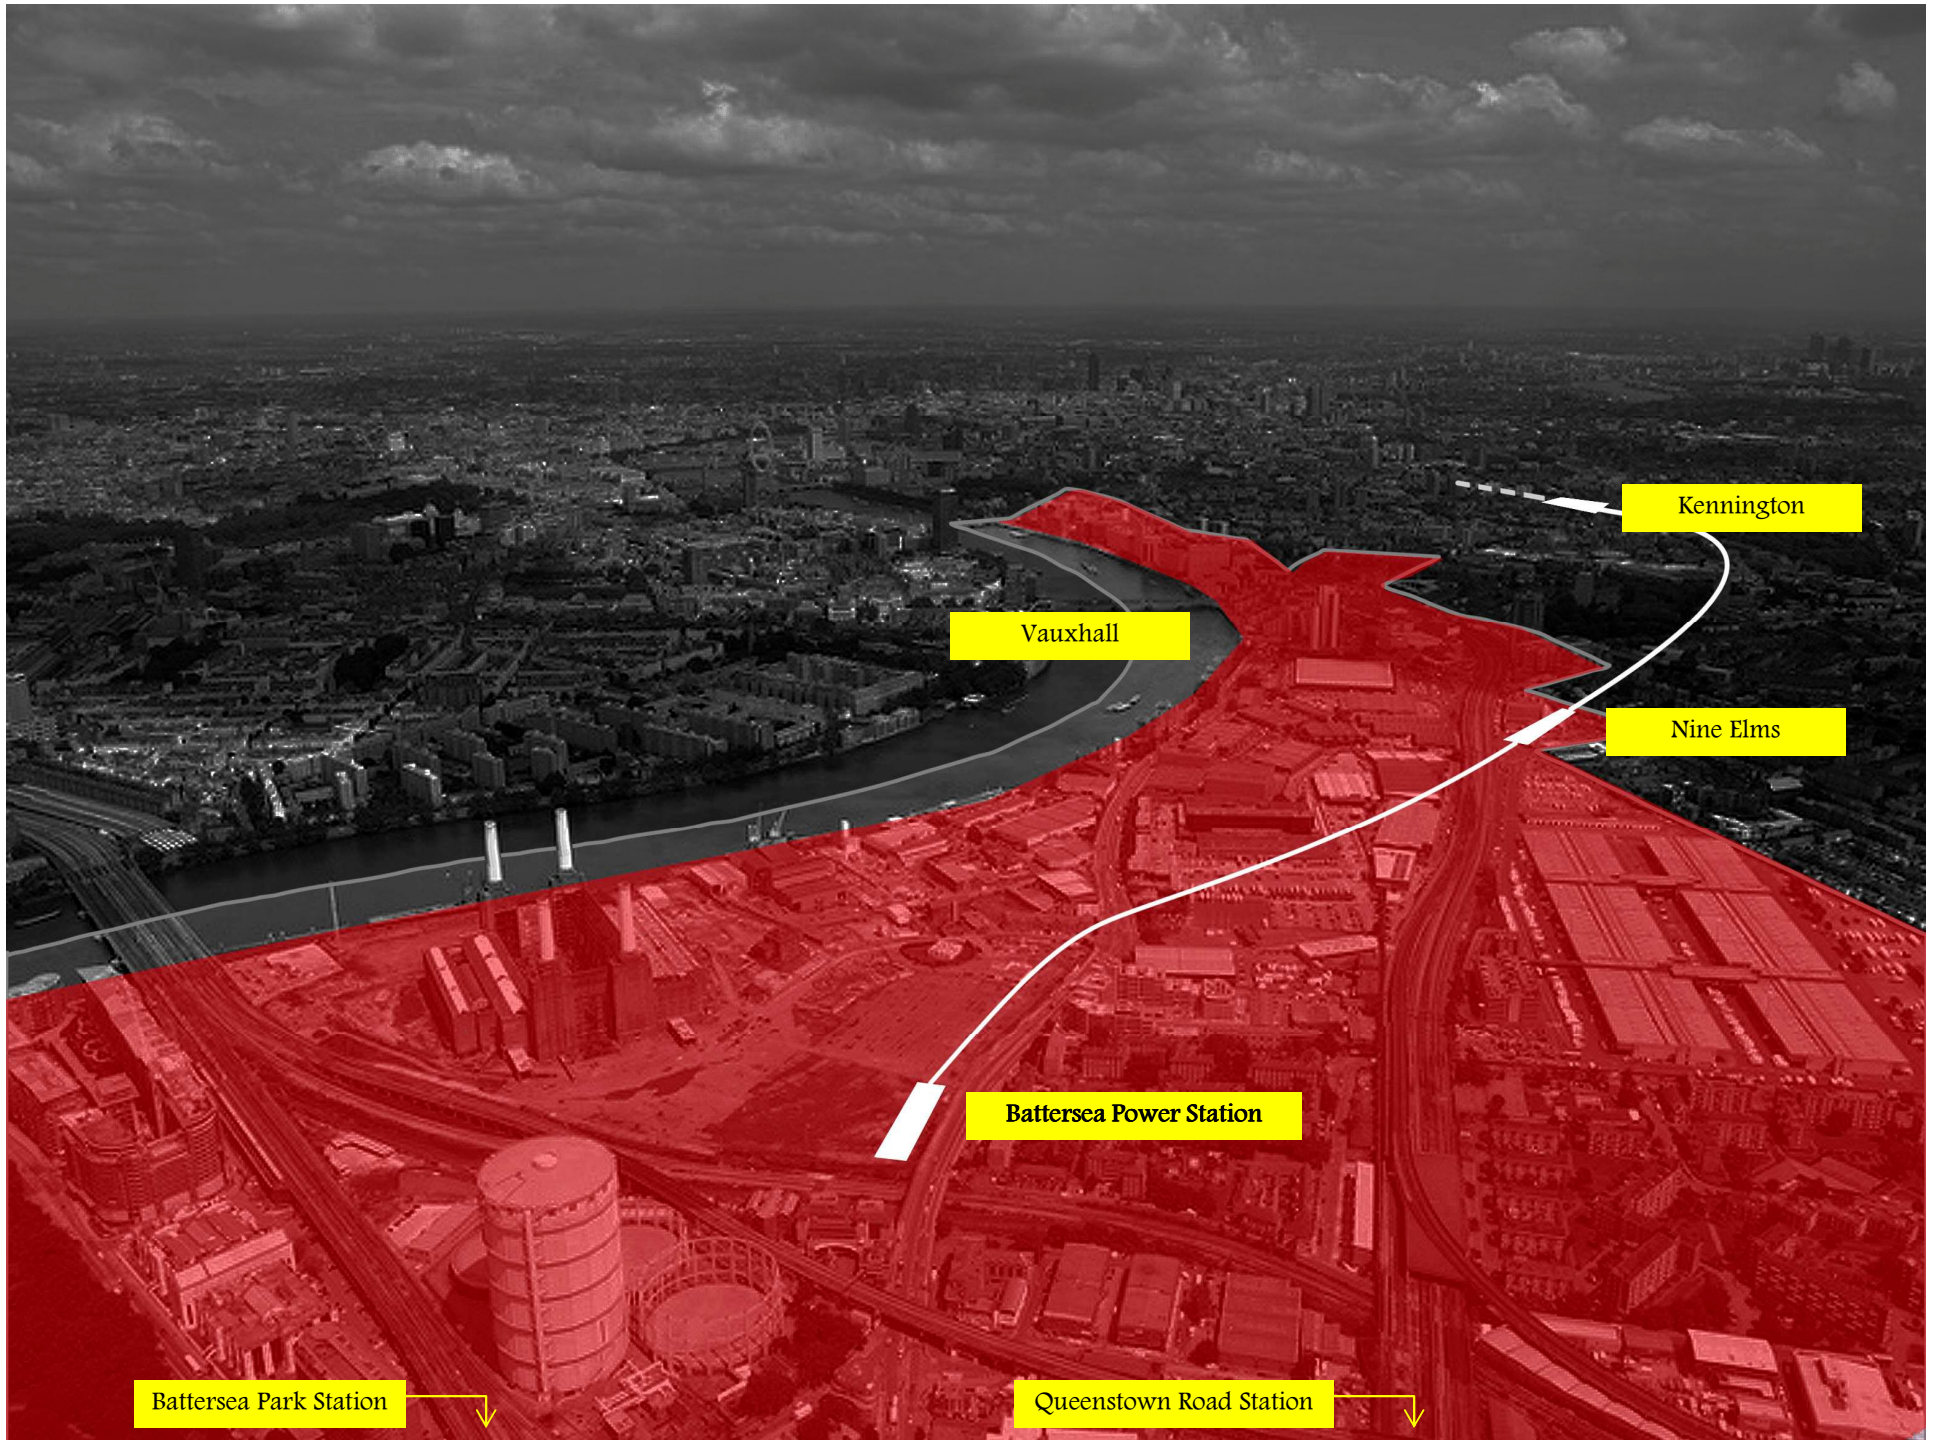 Kennington
Vauxhall
Nine Elms
Battersea Power Station
Battersea Park Station
Queenstown Road Station